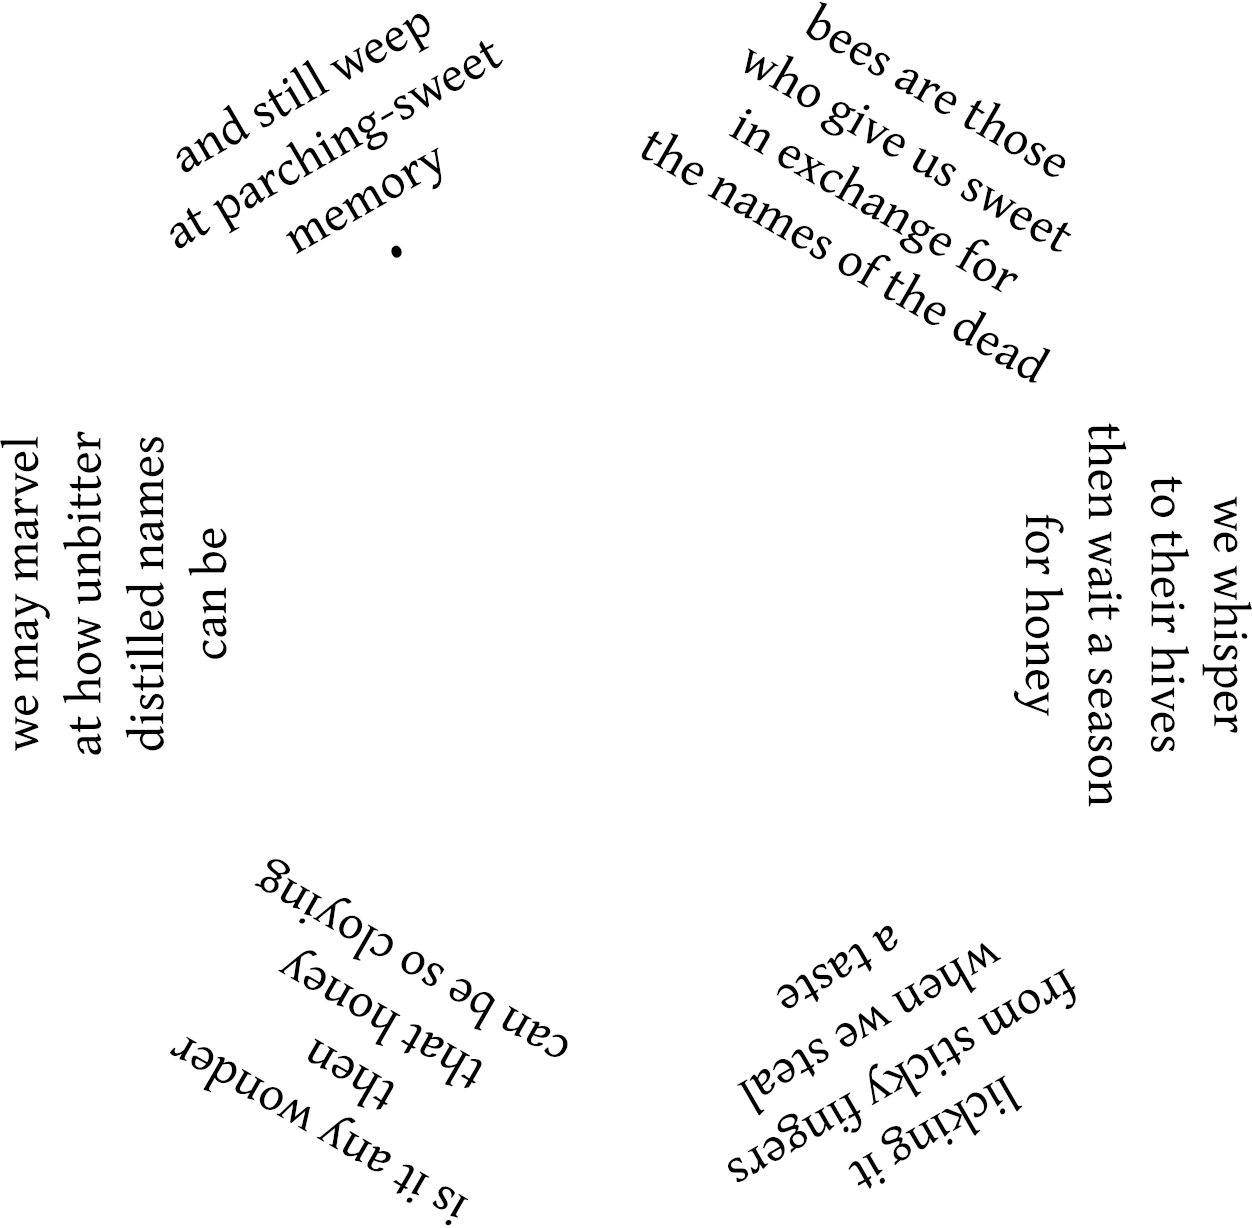 bees are those
who give us sweet
in exchange for
the names of the dead
we whisper
to their hives
then wait a season
for honey
licking it
from sticky fingers
when we steal
a taste
is it any wonder
then
that honey
can be so cloying
we may marvel
at how unbitter
distilled names
can be
and still weep
at parching-sweet
memory
•